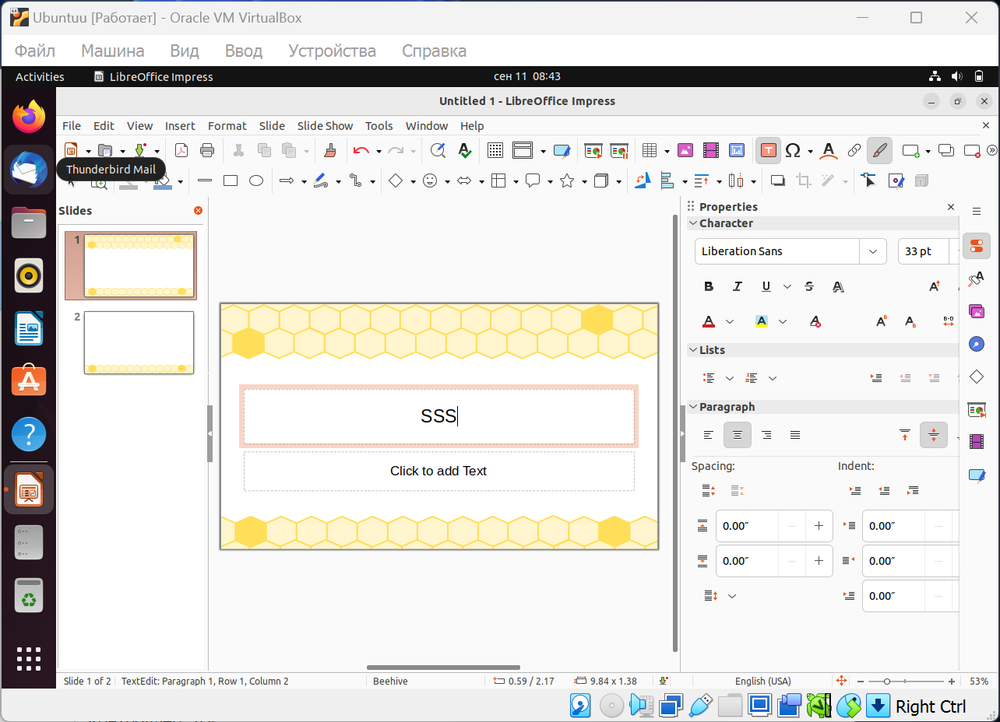 Ubuntuu [Работает] - Oracle VM VirtualBox
Файл Машина Вид Ввод Устройства Справка
Activities LibreOffice Impress сен 11 08:43
Untitled 1 - LibreOffice Impress
File Edit View Insert Format Slide Slide Show Tools Window Help
Thunderbird Mail
Slides
1
2
SSS
Click to add Text
Properties
Character
Liberation Sans 33 pt
Lists
Paragraph
Spacing: Indent:
0.00″ 0.00″
0.00″ 0.00″
0.00″
Slide 1 of 2 TextEdit: Paragraph 1, Row 1, Column 2 Beehive 0.59 / 2.17 9.84 x 1.38 English (USA) 53%
Right Ctrl